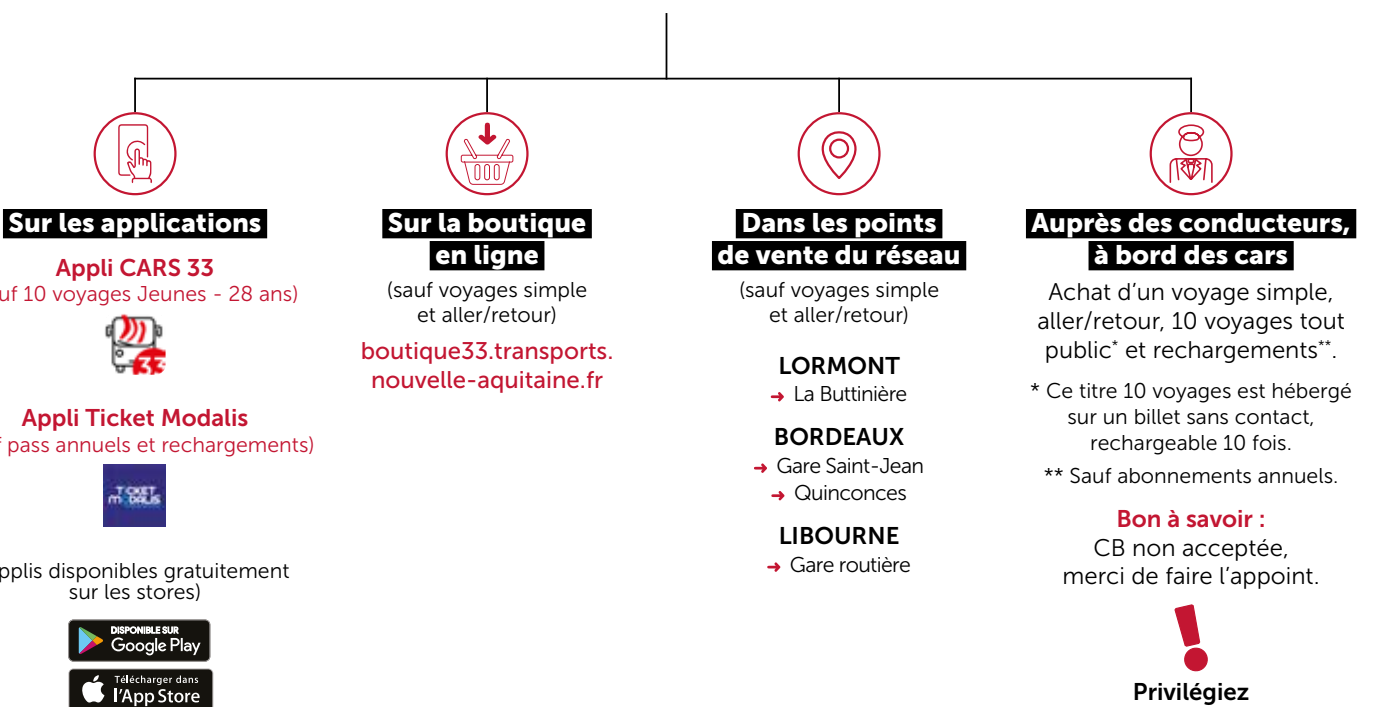 Sur les applications
Appli CARS 33
uf 10 voyages Jeunes - 28 ans)
33
Appli Ticket Modalis
f pass annuels et rechargements)
TICKET
MODALIS
pplis disponibles gratuitement
sur les stores)
DISPONIBLE SUR
Google Play
Télécharger dans
l'App Store
Sur la boutique
en ligne
(sauf voyages simple
et aller/retour)
boutique33.transports.
nouvelle-aquitaine.fr
Dans les points
de vente du réseau
(sauf voyages simple
et aller/retour)
LORMONT
→ La Buttinière
BORDEAUX
→ Gare Saint-Jean
→ Quinconces
LIBOURNE
→ Gare routière
Auprès des conducteurs,
à bord des cars
Achat d'un voyage simple,
aller/retour, 10 voyages tout
public* et rechargements**.
* Ce titre 10 voyages est hébergé
sur un billet sans contact,
rechargeable 10 fois.
** Sauf abonnements annuels.
Bon à savoir :
CB non acceptée,
merci de faire l'appoint.
Privilégiez